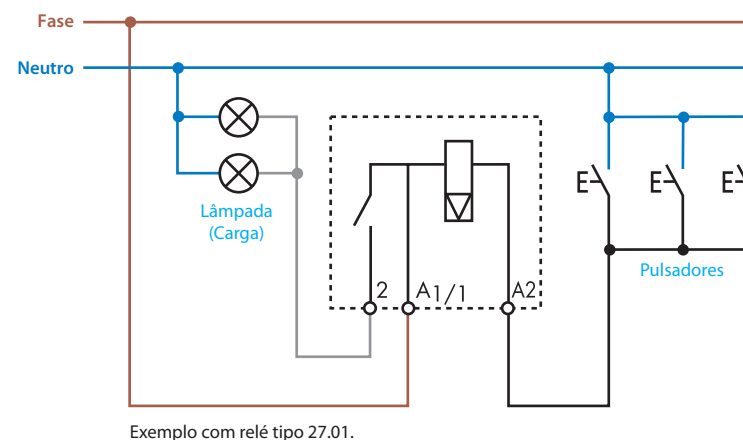 Fase
Neutro
Lâmpada
(Carga)
2
A1/1
A2
E
E
E
Pulsadores
Exemplo com relé tipo 27.01.